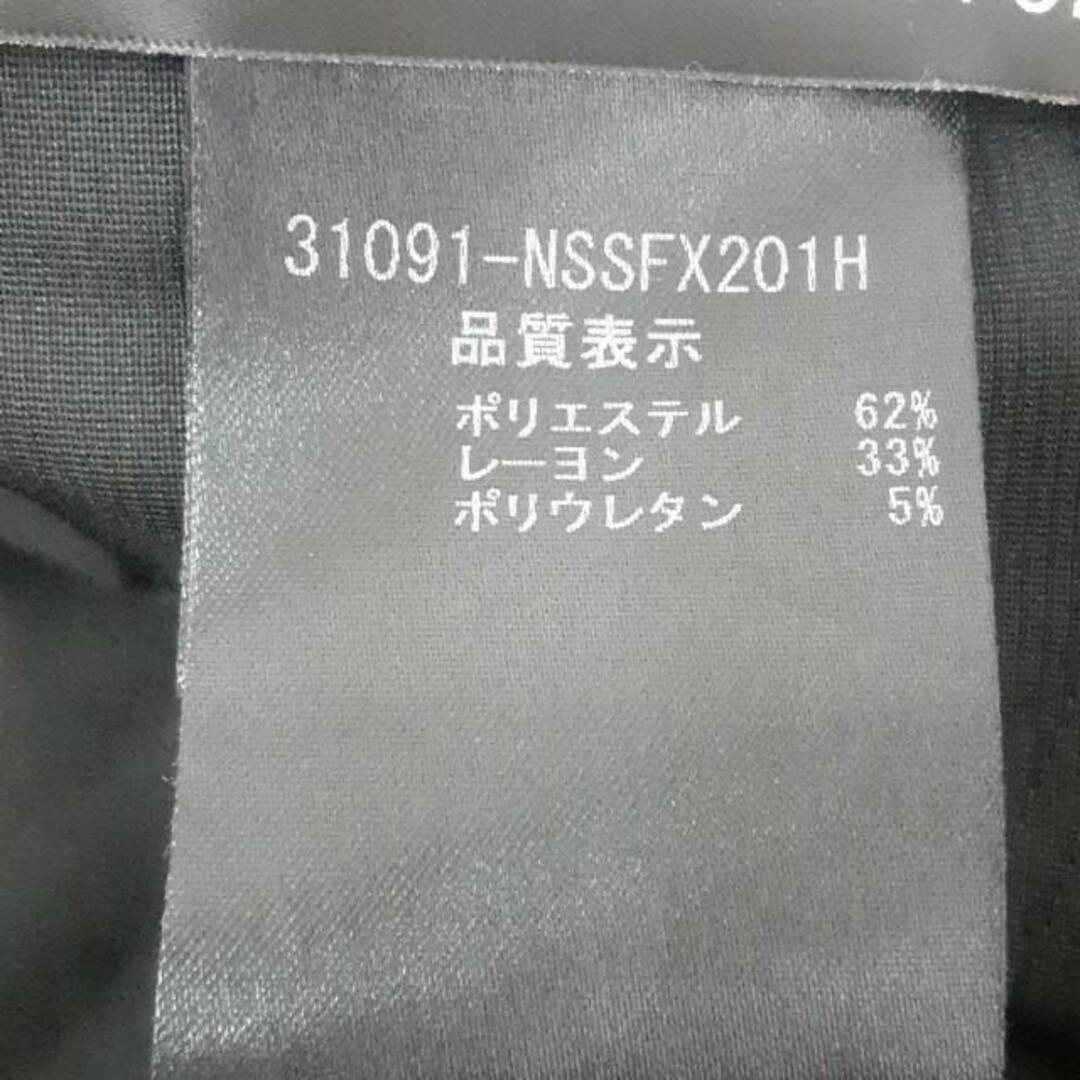 31091-NSSFX201H
品質表示
ポリエステル 62%
レーヨン 33%
ポリウレタン 5%